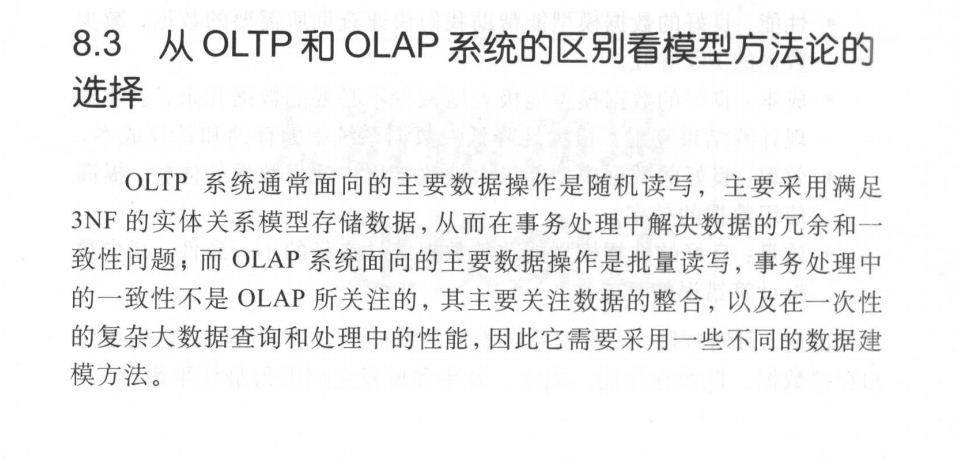 8.3 从 OLTP 和 OLAP 系统的区别看模型方法论的
选择
OLTP 系统通常面向的主要数据操作是随机读写，主要采用满足
3NF 的实体关系模型存储数据，从而在事务处理中解决数据的冗余和一
致性问题；而 OLAP 系统面向的主要数据操作是批量读写，事务处理中
的一致性不是 OLAP 所关注的，其主要关注数据的整合，以及在一次性
的复杂大数据查询和处理中的性能，因此它需要采用一些不同的数据建
模方法。